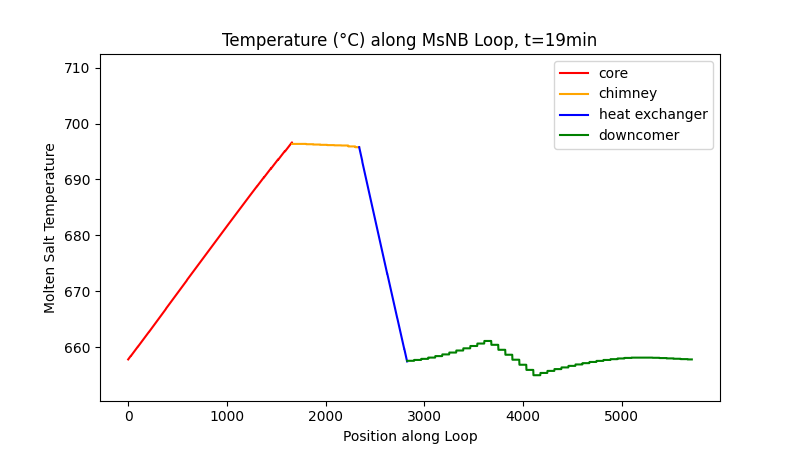 Temperature (°C) along MsNB Loop, t=19min
core
chimney
heat exchanger
downcomer
Molten Salt Temperature
710
700
690
680
670
660
0
1000
2000
3000
4000
5000
Position along Loop